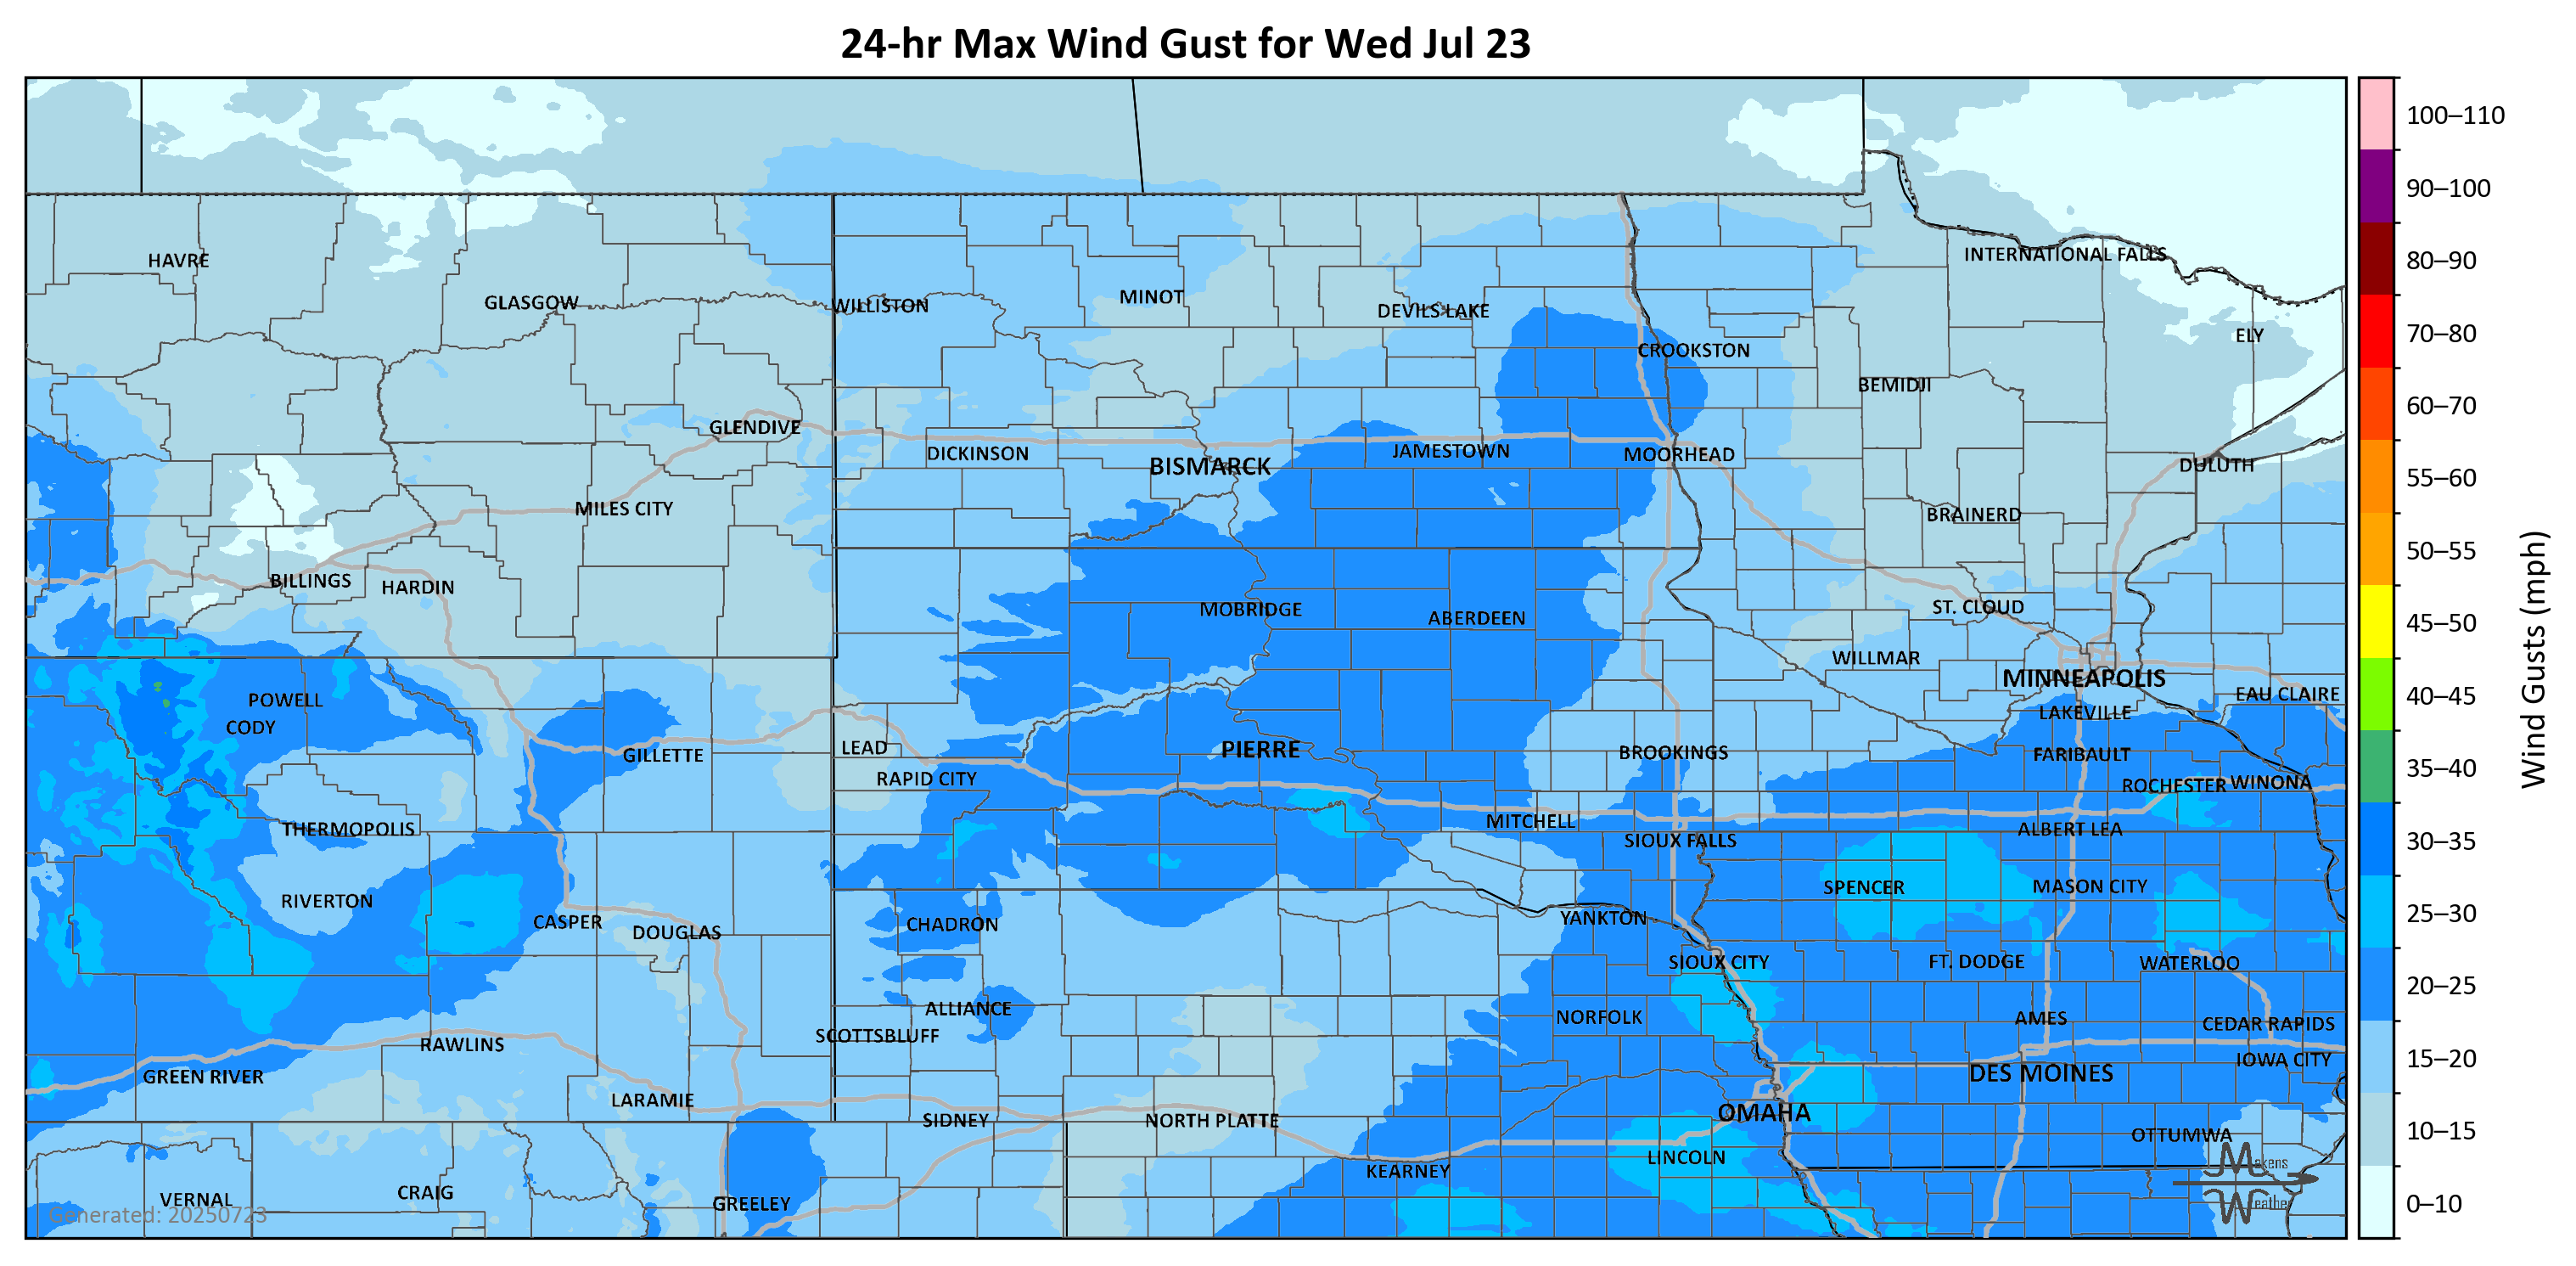 24-hr Max Wind Gust for Wed Jul 23
100–110
90–100
80–90
70–80
60–70
55–60
50–55
45–50
40–45
35–40
30–35
25–30
20–25
15–20
10–15
0–10
Wind Gusts (mph)
HAVRE
INTERNATIONAL FALLS
GLASGOW
WILLISTON
MINOT
DEVILS LAKE
ELY
CROOKSTON
BEMIDJI
GLENDIVE
DICKINSON
BISMARCK
JAMESTOWN
MOORHEAD
DULUTH
MILES CITY
BRAINERD
BILLINGS
HARDIN
MOBRIDGE
ABERDEEN
ST. CLOUD
WILLMAR
MINNEAPOLIS
EAU CLAIRE
POWELL
LAKEVILLE
CODY
GILLETTE
LEAD
PIERRE
BROOKINGS
FARIBAULT
RAPID CITY
ROCHESTER
WINONA
THERMOPOLIS
MITCHELL
ALBERT LEA
SIOUX FALLS
SPENCER
MASON CITY
RIVERTON
CASPER
DOUGLAS
CHADRON
YANKTON
SIOUX CITY
FT. DODGE
WATERLOO
ALLIANCE
NORFOLK
AMES
CEDAR RAPIDS
SCOTTSBLUFF
RAWLINS
IOWA CITY
GREEN RIVER
DES MOINES
LARAMIE
SIDNEY
NORTH PLATTE
OMAHA
OTTUMWA
KEARNEY
LINCOLN
VERNAL
CRAIG
GREELEY
Makens
Weather
Generated: 20250723